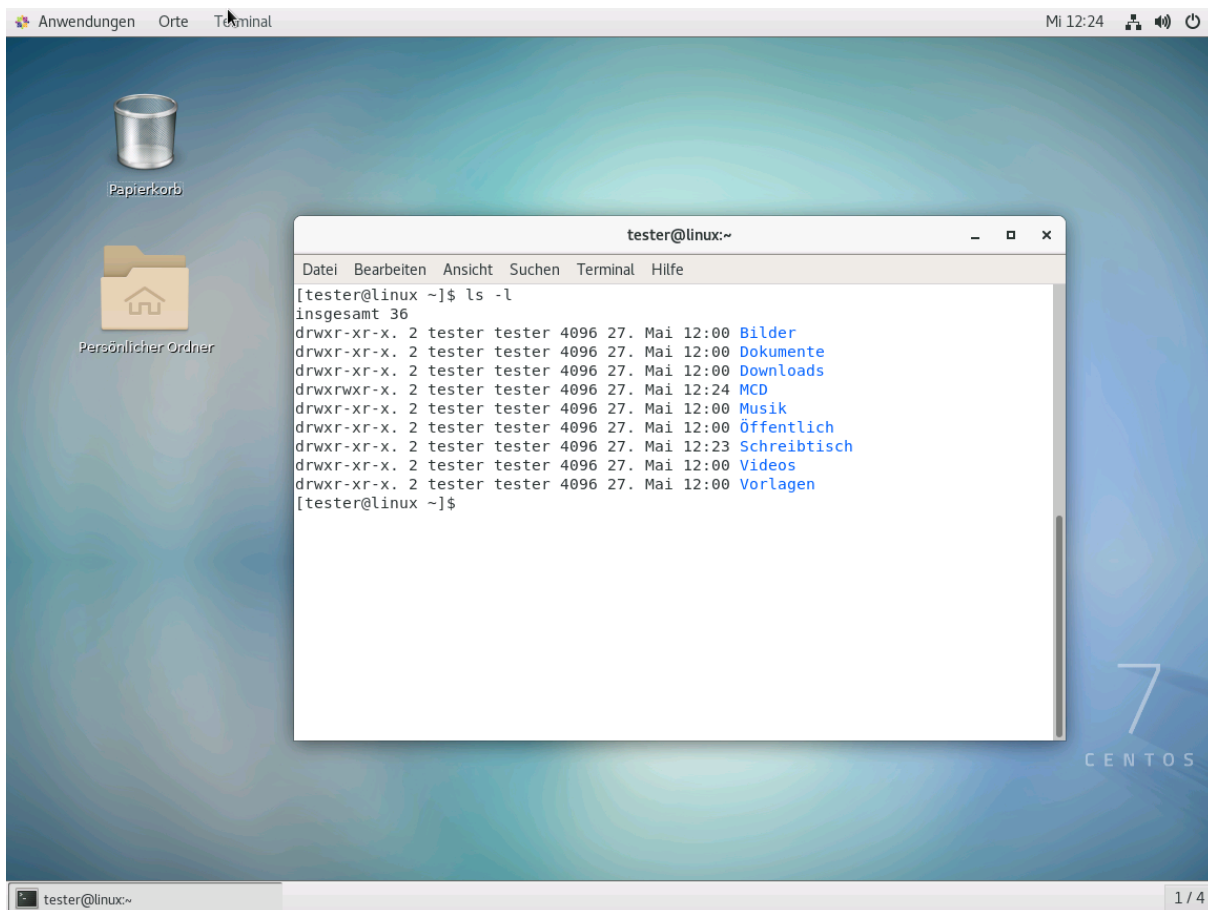 Anwendungen Orte Terminal Mi 12:24
Papierkorb
Persönlicher Ordner
tester@linux:~
Datei Bearbeiten Ansicht Suchen Terminal Hilfe
[tester@linux ~]$ ls -l
insgesamt 36
drwxr-xr-x. 2 tester tester 4096 27. Mai 12:00 Bilder
drwxr-xr-x. 2 tester tester 4096 27. Mai 12:00 Dokumente
drwxr-xr-x. 2 tester tester 4096 27. Mai 12:00 Downloads
drwxrwxr-x. 2 tester tester 4096 27. Mai 12:24 MCD
drwxr-xr-x. 2 tester tester 4096 27. Mai 12:00 Musik
drwxr-xr-x. 2 tester tester 4096 27. Mai 12:00 Öffentlich
drwxr-xr-x. 2 tester tester 4096 27. Mai 12:23 Schreibtisch
drwxr-xr-x. 2 tester tester 4096 27. Mai 12:00 Videos
drwxr-xr-x. 2 tester tester 4096 27. Mai 12:00 Vorlagen
[tester@linux ~]$
7
CENTOS
tester@linux:~ 1 / 4